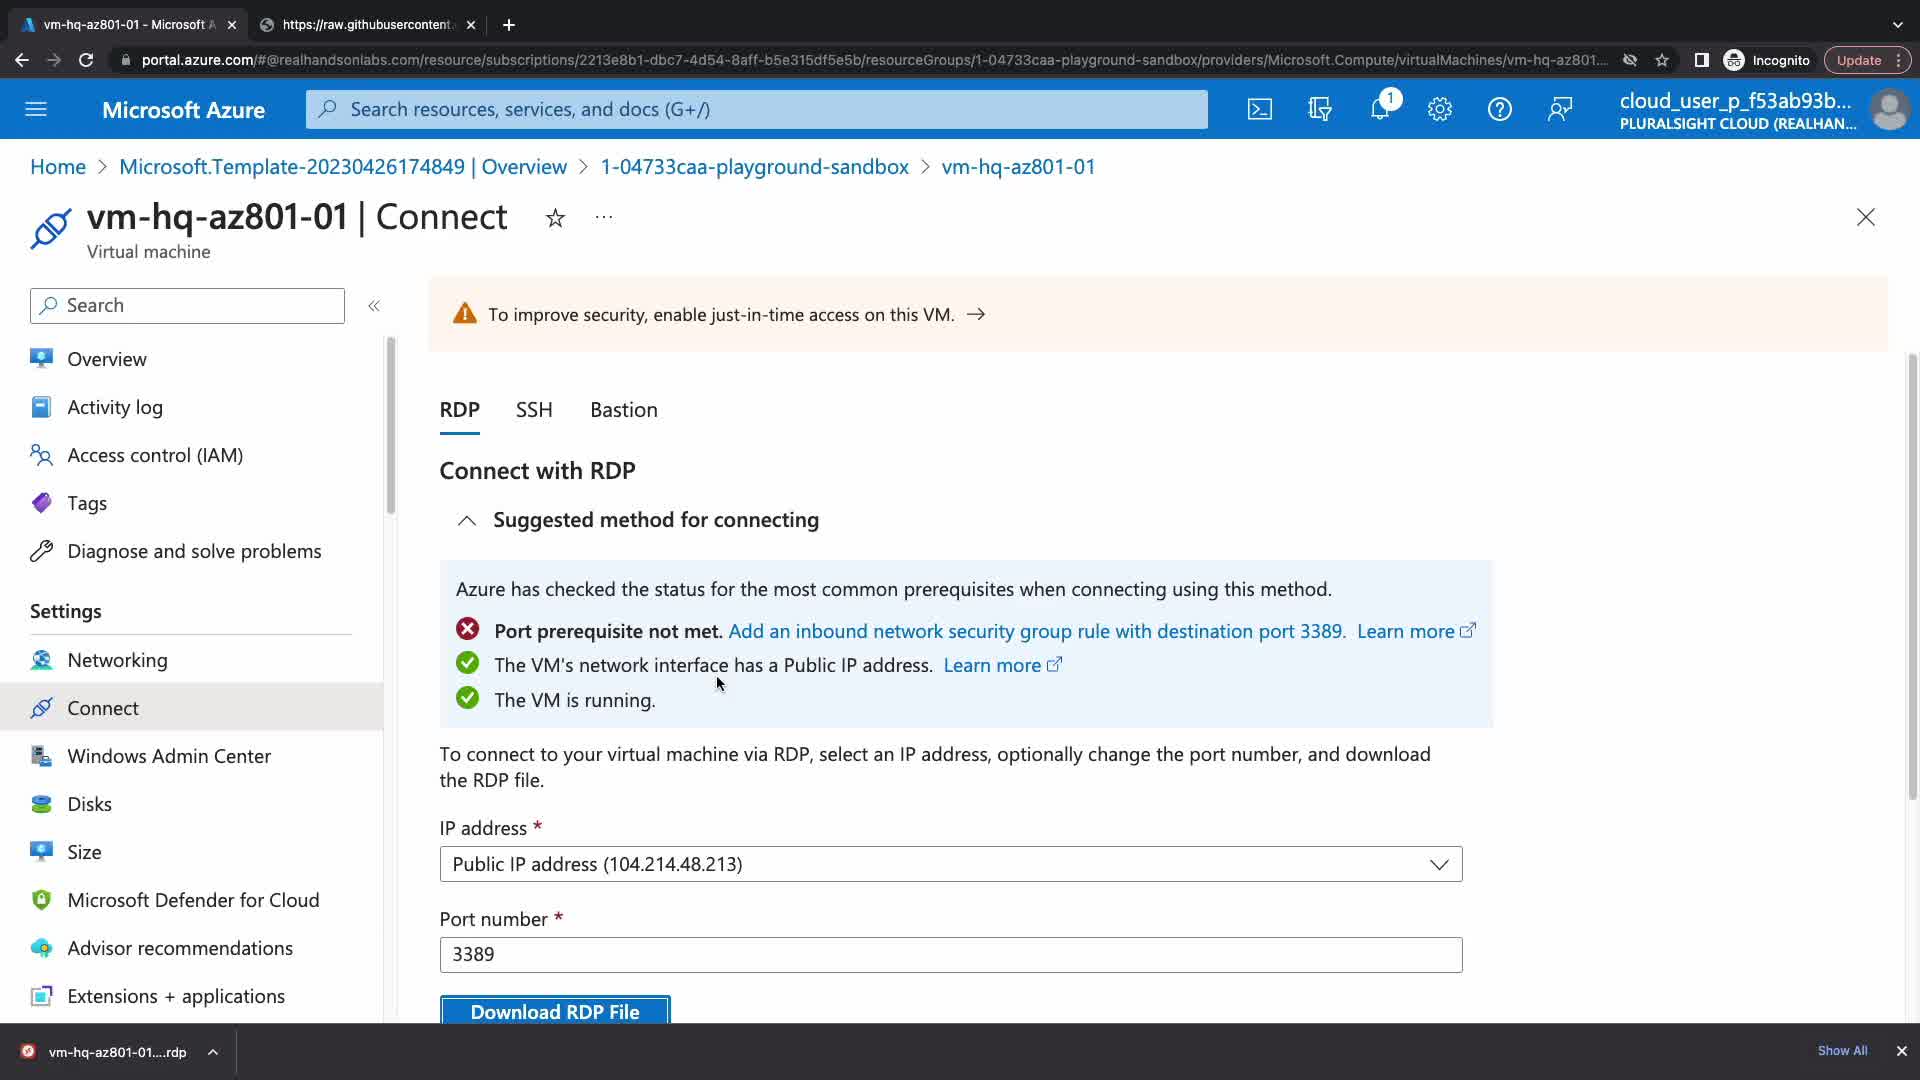 vm-hq-az801-01 - Microsoft A
https://raw.githubusercontent.
portal.azure.com/#@realhandsonlabs.com/resource/subscriptions/2213e8b1-dbc7-4d54-8aff-b5e315df5e5b/resourceGroups/1-04733caa-playground-sandbox/providers/Microsoft.Compute/virtualMachines/vm-hq-az801...
Incognito
Update
Microsoft Azure
Search resources, services, and docs (G+/)
1
cloud_user_p_f53ab93b...
PLURALSIGHT CLOUD (REALHAN...
Home > Microsoft.Template-20230426174849 | Overview > 1-04733caa-playground-sandbox > vm-hq-az801-01
vm-hq-az801-01 | Connect
Virtual machine
Search
Overview
Activity log
Access control (IAM)
Tags
Diagnose and solve problems
Settings
Networking
Connect
Windows Admin Center
Disks
Size
Microsoft Defender for Cloud
Advisor recommendations
Extensions + applications
To improve security, enable just-in-time access on this VM. →
RDP SSH Bastion
Connect with RDP
Suggested method for connecting
Azure has checked the status for the most common prerequisites when connecting using this method.
Port prerequisite not met. Add an inbound network security group rule with destination port 3389. Learn more
The VM's network interface has a Public IP address. Learn more
The VM is running.
To connect to your virtual machine via RDP, select an IP address, optionally change the port number, and download
the RDP file.
IP address *
Public IP address (104.214.48.213)
Port number *
3389
Download RDP File
vm-hq-az801-01....rdp
Show All